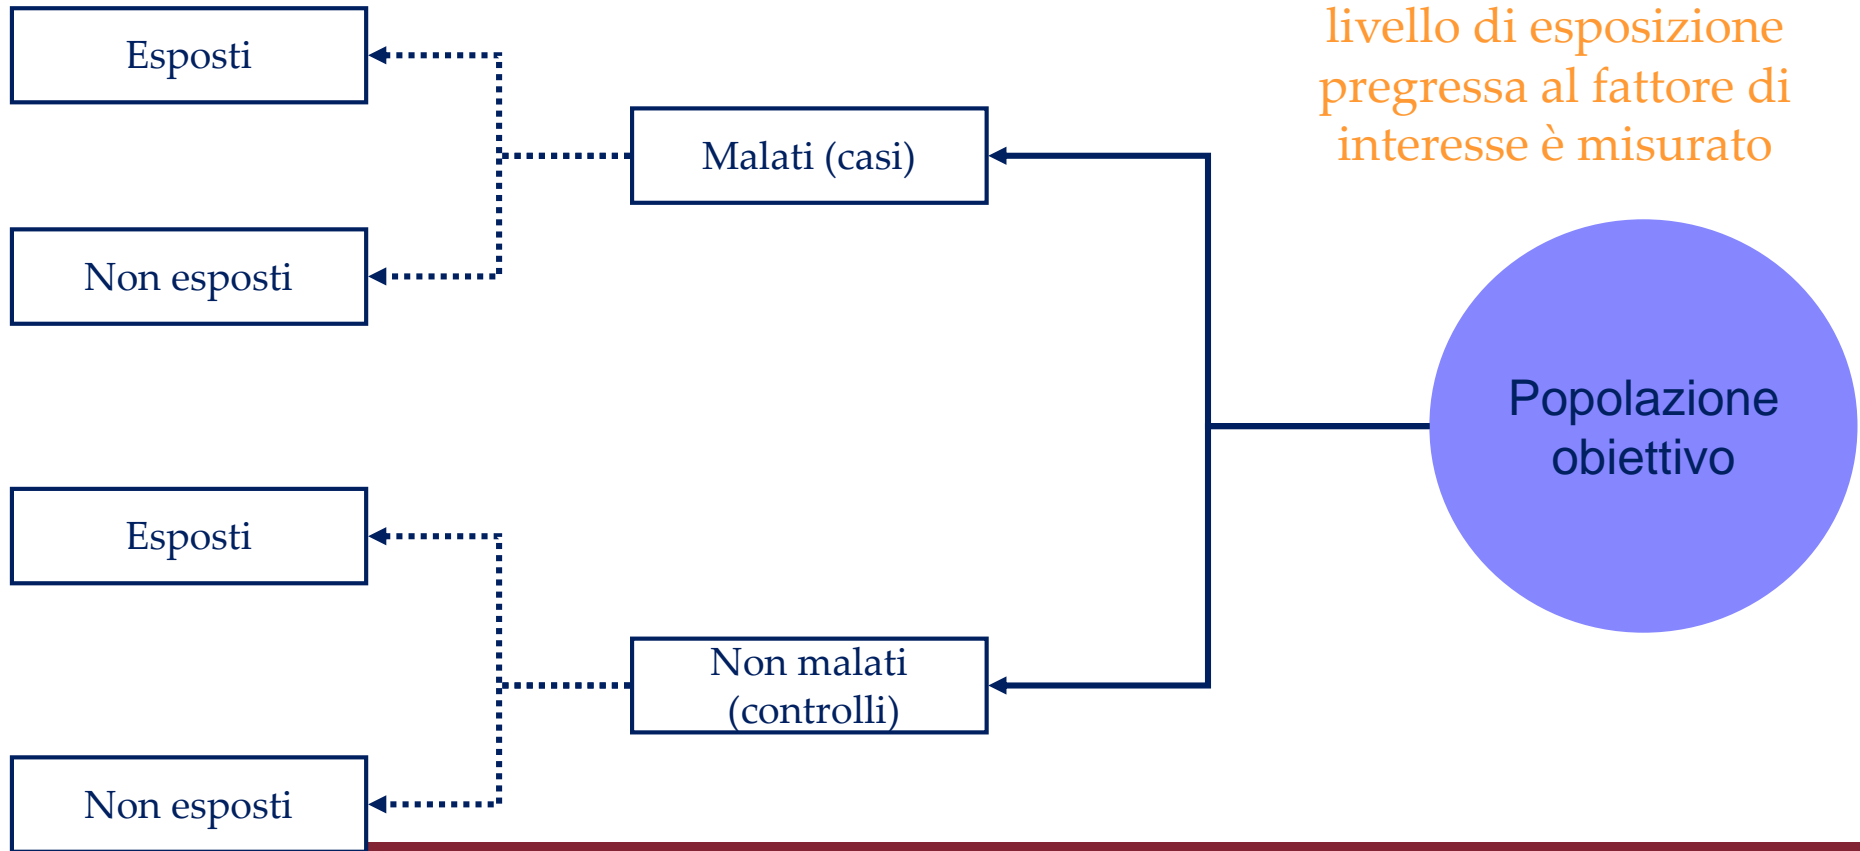 livello di esposizione
pregressa al fattore di
interesse è misurato
Esposti
Malati (casi)
Non esposti
Popolazione
obiettivo
Esposti
Non malati
(controlli)
Non esposti